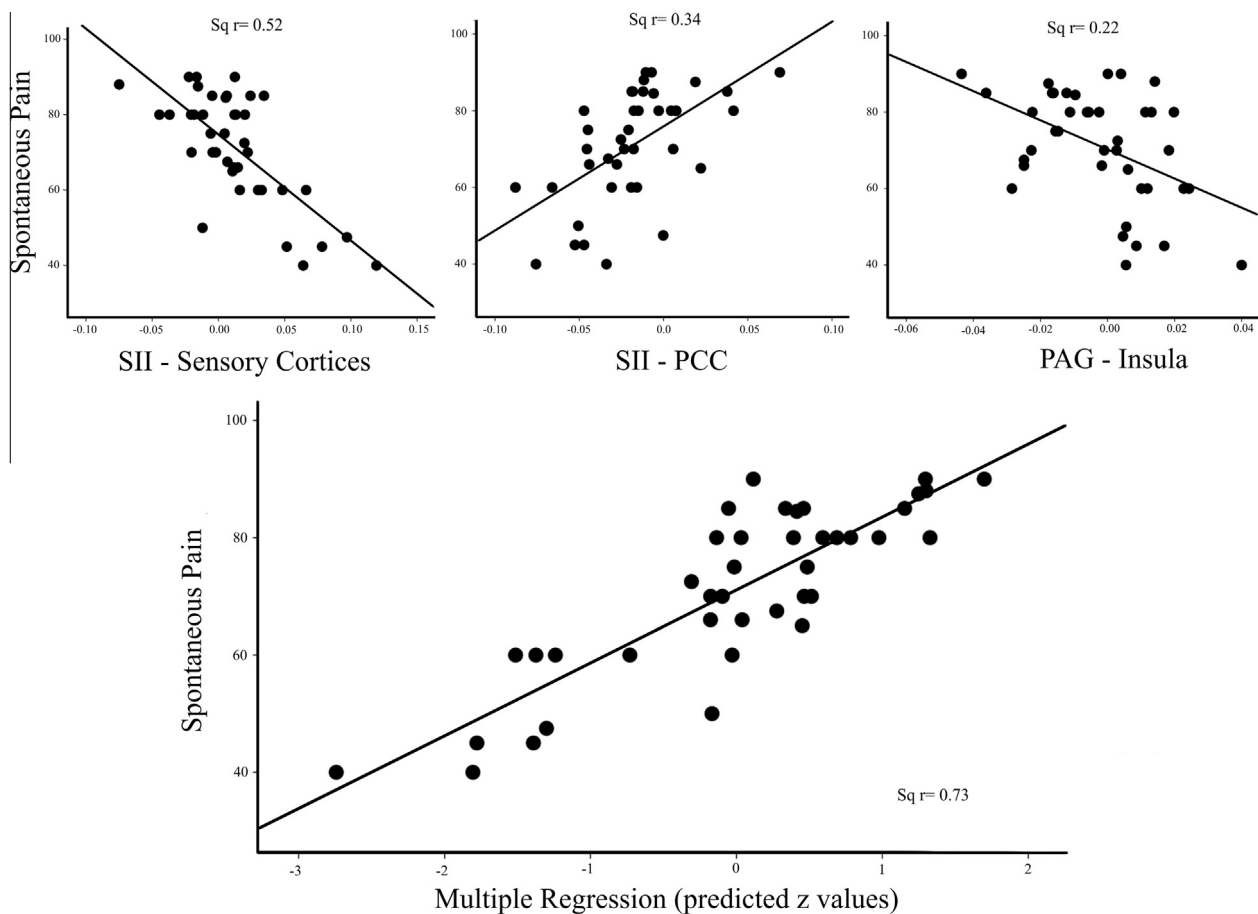 Sq r= 0.52
Sq r= 0.34
Sq r= 0.22
Spontaneous Pain
100
80
60
40
-0.10 -0.05 0.00 0.05 0.10 0.15
SII - Sensory Cortices
100
80
60
40
-0.10 -0.05 0.00 0.05 0.10
SII - PCC
100
80
60
40
-0.06 -0.04 -0.02 0.00 0.02 0.04
PAG - Insula
Spontaneous Pain
100
80
60
40
Sq r= 0.73
-3 -2 -1 0 1 2
Multiple Regression (predicted z values)